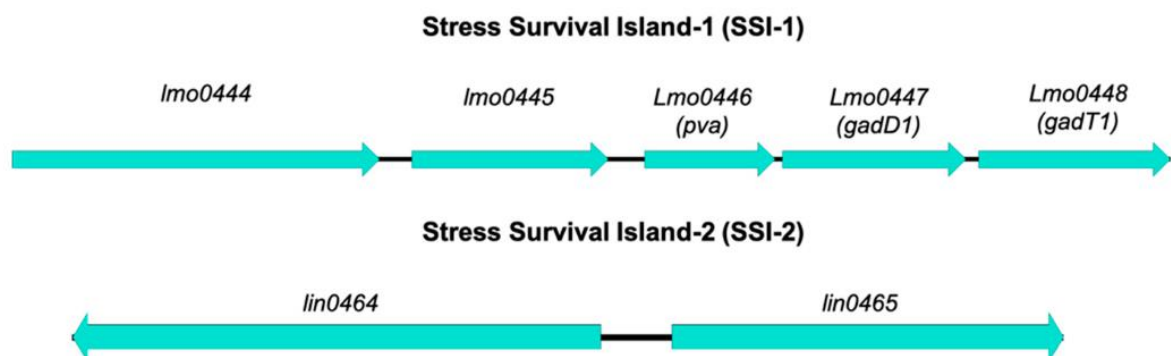 Stress Survival Island-1 (SSI-1)
lmo0444 lmo0445 Lmo0446 Lmo0447 Lmo0448
(pva) (gadD1) (gadT1)
Stress Survival Island-2 (SSI-2)
lin0464 lin0465